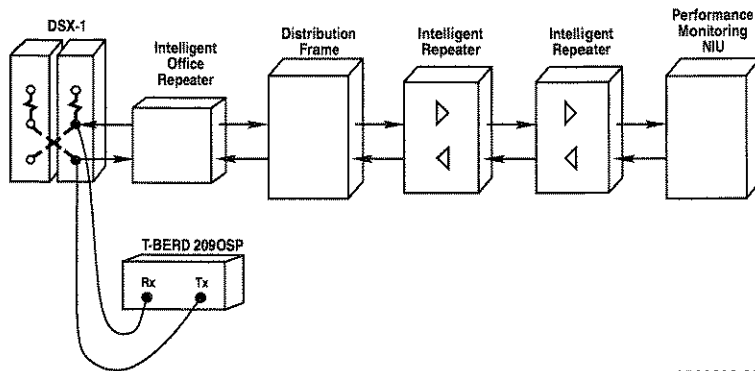 DSX-1
Intelligent
Office
Repeater
Distribution
Frame
Intelligent
Repeater
Intelligent
Repeater
Performance
Monitoring
NIU
T-BERD 209OSP
Rx
Tx